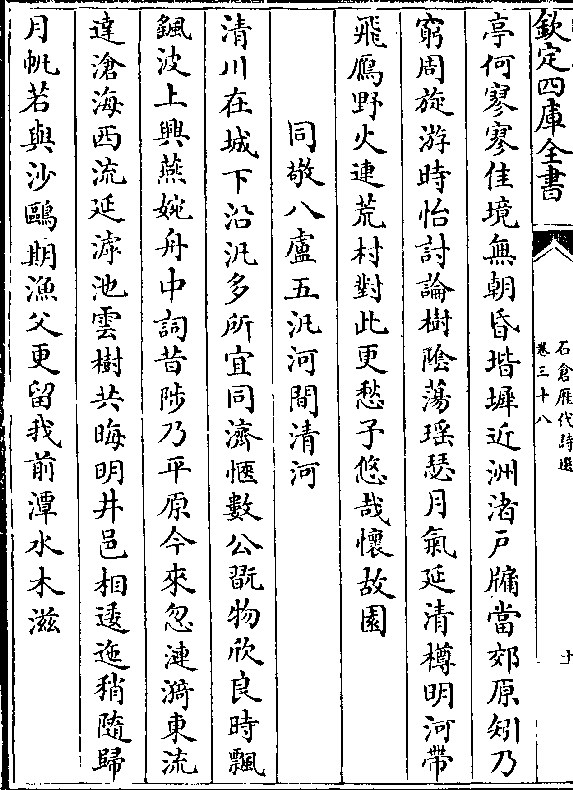 欽定四庫全書
石倉歷代詩選
卷三十八
十
亭何寥寥佳境無朝昏堦墀近洲渚戶牖當郊原矧乃
窮周旋游時怡討論樹隂蕩瑶瑟月氣延清樽明河帶
飛鴈野火連荒村對此更愁予悠哉懷故園
同敬八盧五汎河間清河
清川在城下沿汎多所宜同濟愜數公翫物欣良時飄
飖波上興燕婉舟中詞昔陟乃平原今來忽漣漪東流
達滄海西流延滹池雲樹共晦明井邑相逶迤稍隨歸
月帆若與沙鷗期漁父更留我前潭水木滋